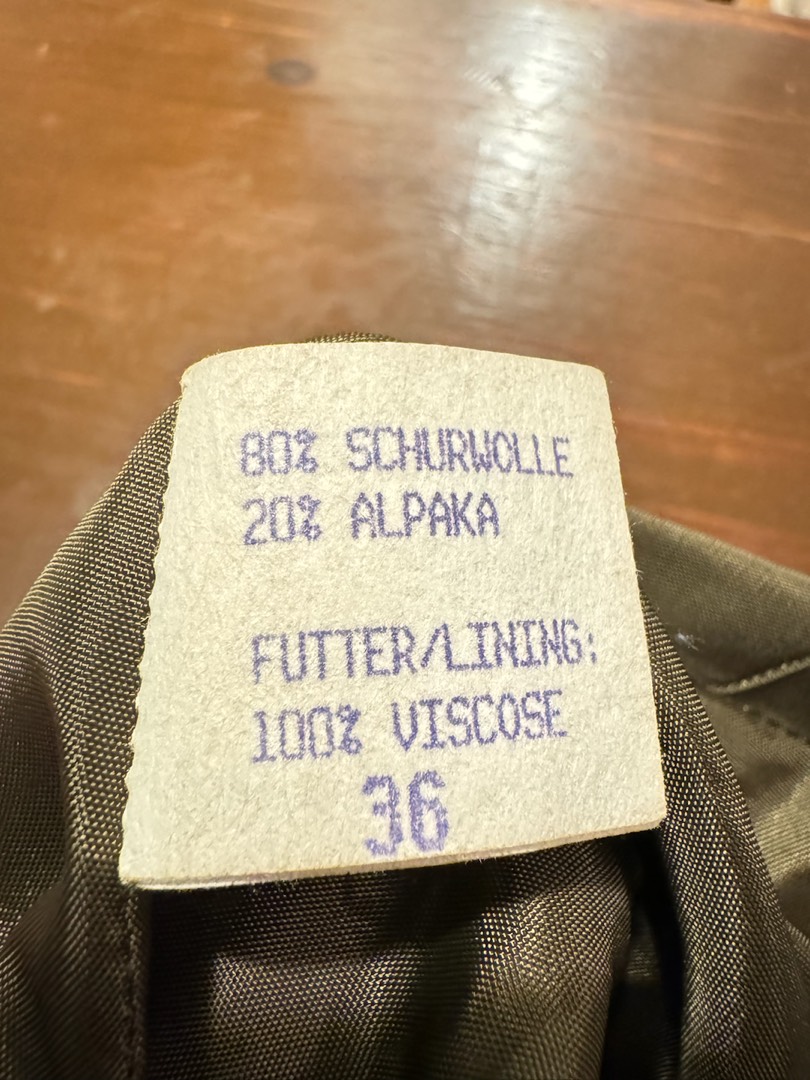 80% SCHURWOLLE
20% ALPAKA
FUTTER/LINING:
100% VISCOSE
36